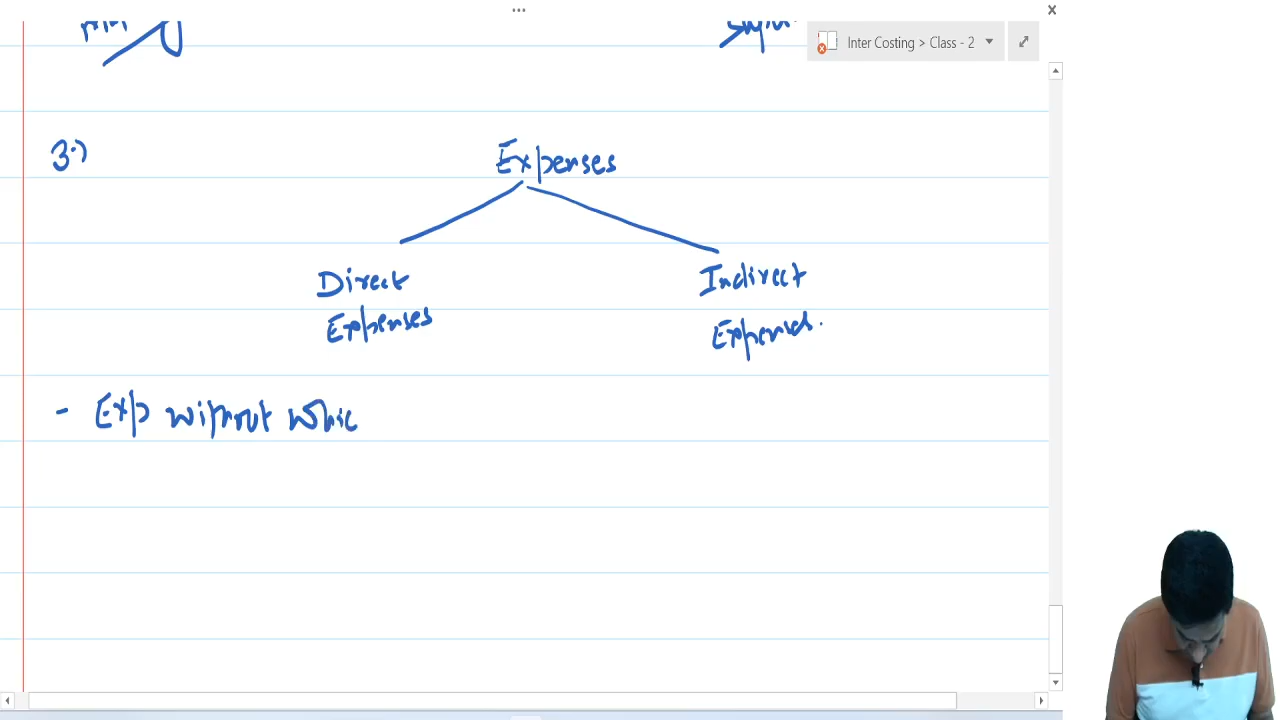 Inter Costing > Class - 2
3.)
Expenses
Direct
Expenses
Indirect
Expenses.
- Exp without whic